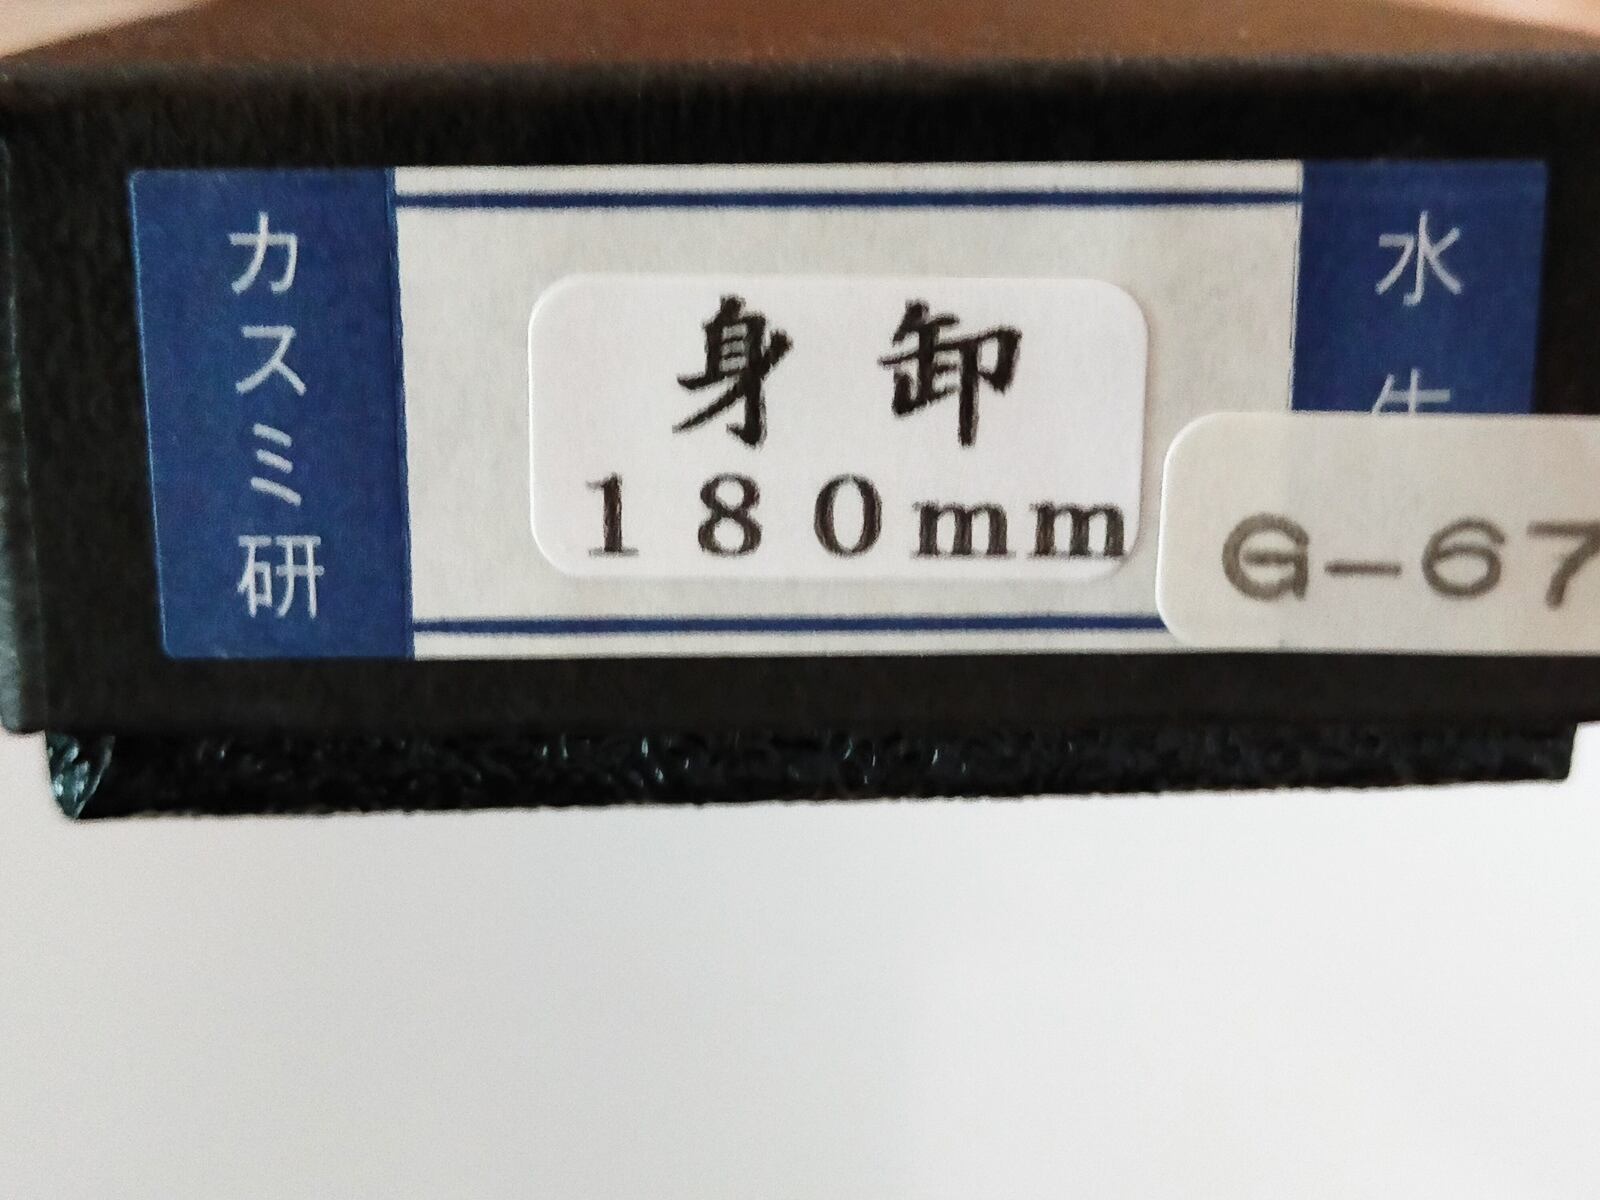 カスミ研
身卸
180mm
水
G-67